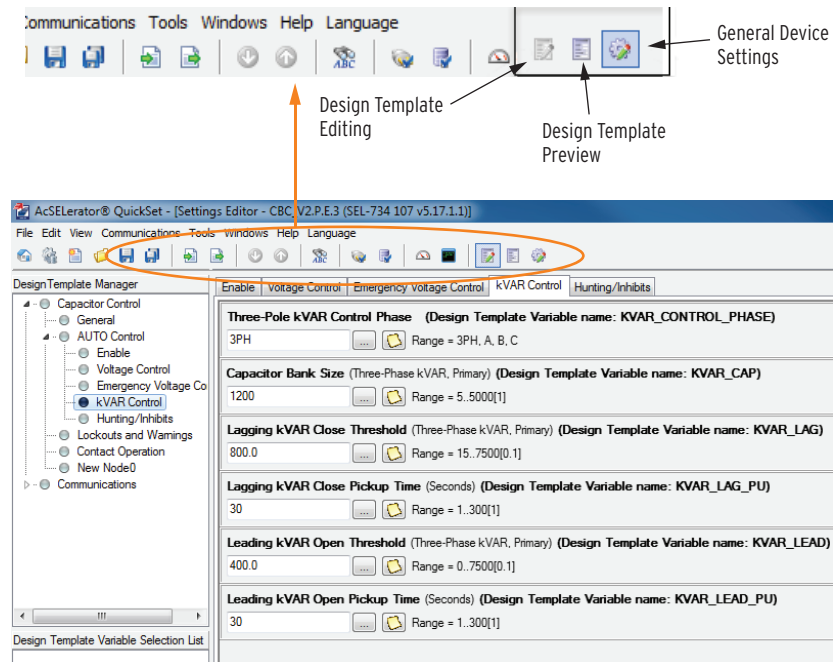 Communications Tools Windows Help Language
ABC
General Device
Settings
Design Template
Editing
Design Template
Preview
AcSELerator® QuickSet - [Settings Editor - CBC_V2.P.E.3 (SEL-734 107 v5.17.1.1)]
File Edit View Communications Tools Windows Help Language
DesignTemplate Manager
Capacitor Control
General
AUTO Control
Enable
Voltage Control
Emergency Voltage Co
kVAR Control
Hunting/Inhibits
Lockouts and Warnings
Contact Operation
New Node0
Communications
Design Template Variable Selection List
Enable Voltage Control Emergency Voltage Control kVAR Control Hunting/Inhibits
Three-Pole kVAR Control Phase (Design Template Variable name: KVAR_CONTROL_PHASE)
3PH ... Range = 3PH, A, B, C
Capacitor Bank Size (Three-Phase kVAR, Primary) (Design Template Variable name: KVAR_CAP)
1200 ... Range = 5..5000[1]
Lagging kVAR Close Threshold (Three-Phase kVAR, Primary) (Design Template Variable name: KVAR_LAG)
800.0 ... Range = 15..7500[0.1]
Lagging kVAR Close Pickup Time (Seconds) (Design Template Variable name: KVAR_LAG_PU)
30 ... Range = 1..300[1]
Leading kVAR Open Threshold (Three-Phase kVAR, Primary) (Design Template Variable name: KVAR_LEAD)
400.0 ... Range = 0..7500[0.1]
Leading kVAR Open Pickup Time (Seconds) (Design Template Variable name: KVAR_LEAD_PU)
30 ... Range = 1..300[1]